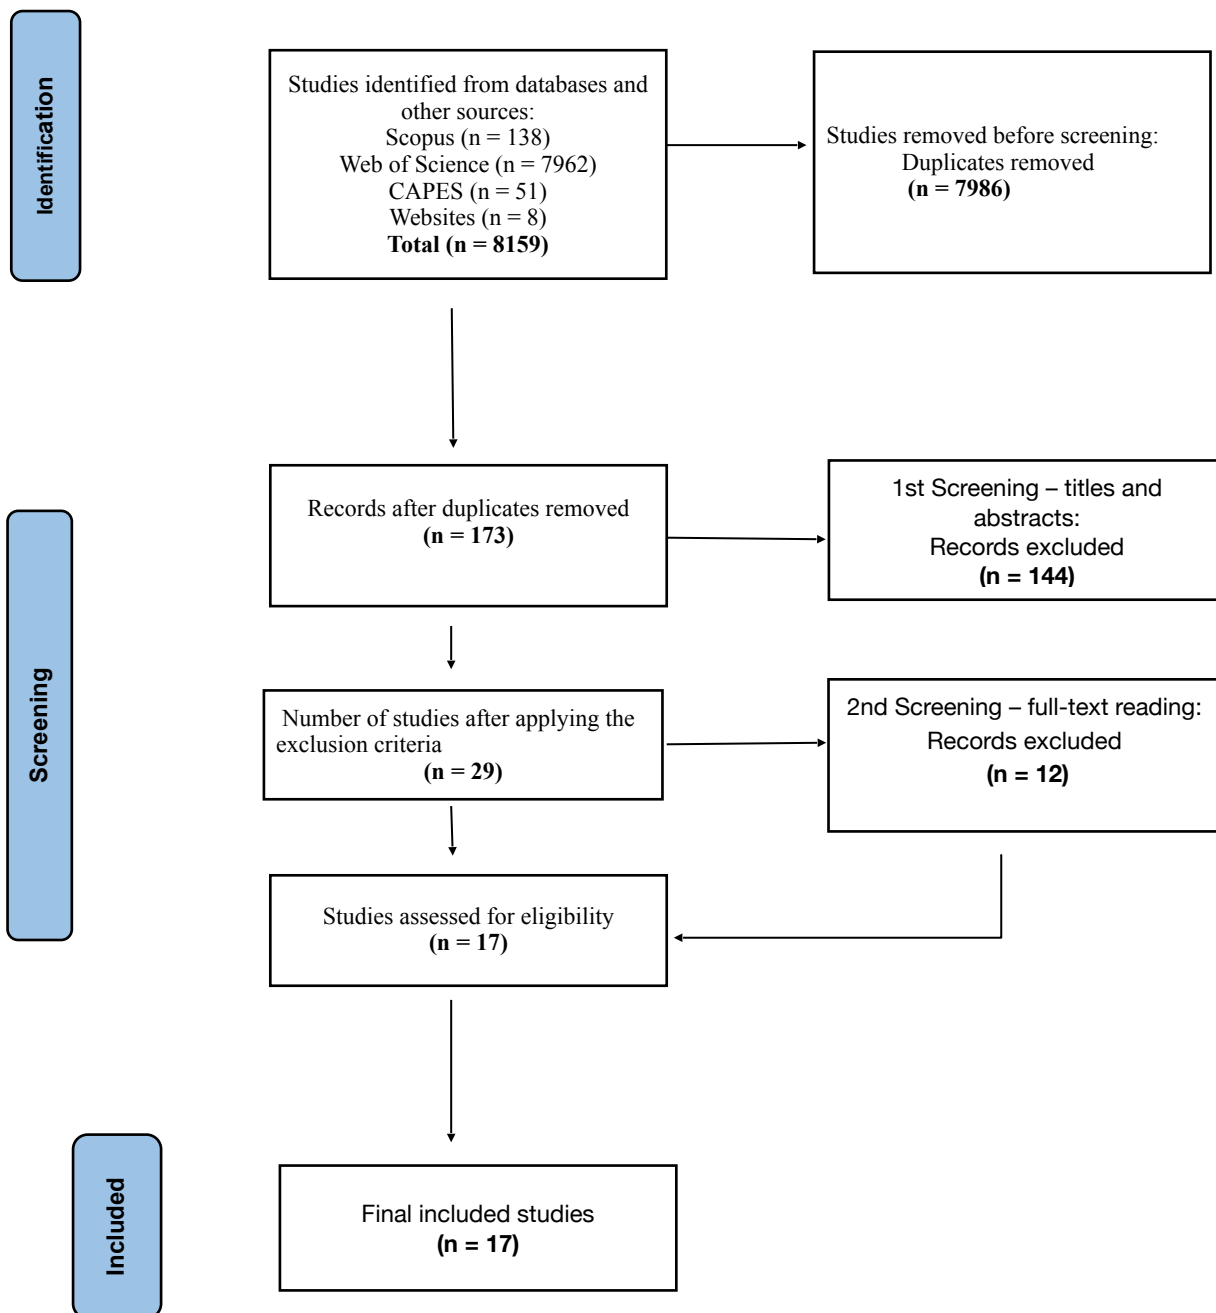 Identification
Studies identified from databases and
other sources:
Scopus (n = 138)
Web of Science (n = 7962)
CAPES (n = 51)
Websites (n = 8)
Total (n = 8159)
Studies removed before screening:
Duplicates removed
(n = 7986)
Screening
Records after duplicates removed
(n = 173)
1st Screening – titles and
abstracts:
Records excluded
(n = 144)
Number of studies after applying the
exclusion criteria
(n = 29)
2nd Screening – full-text reading:
Records excluded
(n = 12)
Studies assessed for eligibility
(n = 17)
Included
Final included studies
(n = 17)